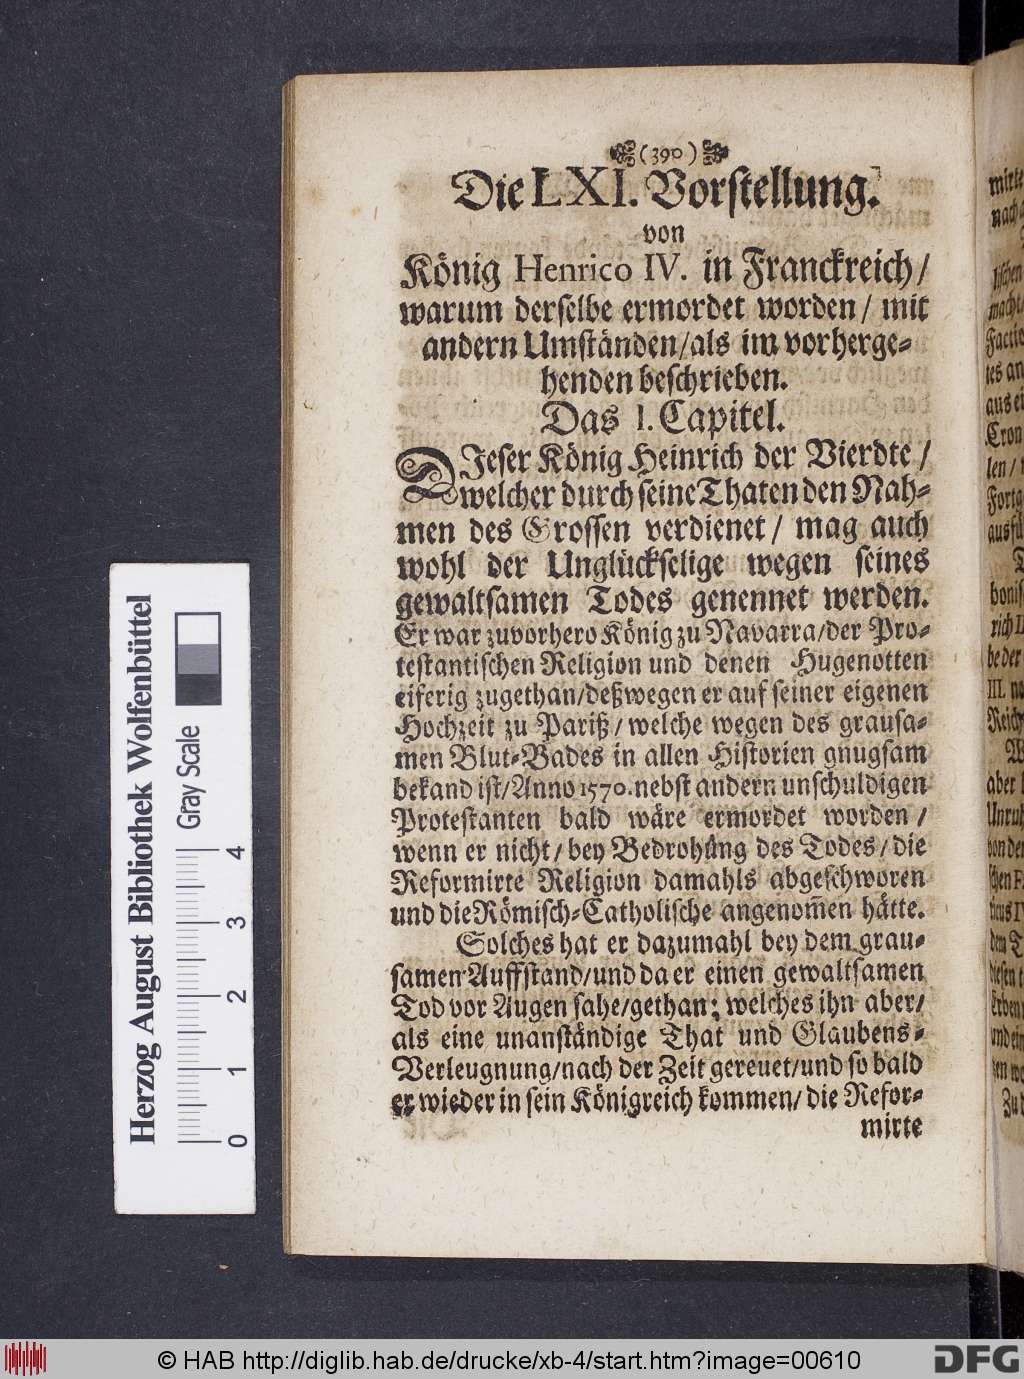 (390)
Die LXI. Vorstellung.
von
König Henrico IV. in Franckreich/
warum derselbe ermordet worden/ mit
andern Umständen/als im vorherge-
henden beschrieben.
Das I. Capitel.
DJeser König Heinrich der Vierdte/
welcher durch seine Thaten den Nah-
men des Grossen verdienet/ mag auch
wohl der Unglückselige wegen seines
gewaltsamen Todes genennet werden.
Er war zuvorhero König zu Navarra/der Pro-
testantischen Religion und denen Hugenotten
eiferig zugethan/deßwegen er auf seiner eigenen
Hochzeit zu Pariß/welche wegen des grausa-
men Blut-Bades in allen Historien gnugsam
bekand ist/Anno 1570. nebst andern unschuldigen
Protestanten bald wäre ermordet worden/
wenn er nicht/bey Bedrohung des Todes/die
Reformirte Religion damahls abgeschworen
und die Römisch-Catholische angenom̃en hätte.
Solches hat er dazumahl bey dem grau-
samen Auffstand/und da er einen gewaltsamen
Tod vor Augen sahe/gethan; welches ihn aber/
als eine unanständige That und Glaubens-
Verleugnung/nach der Zeit gereuet/und so bald
er wieder in sein Königreich kommen/ die Refor-
mirte
Herzog August Bibliothek Wolfenbüttel
Gray Scale
0 1 2 3 4
© HAB http://diglib.hab.de/drucke/xb-4/start.htm?image=00610
DFG